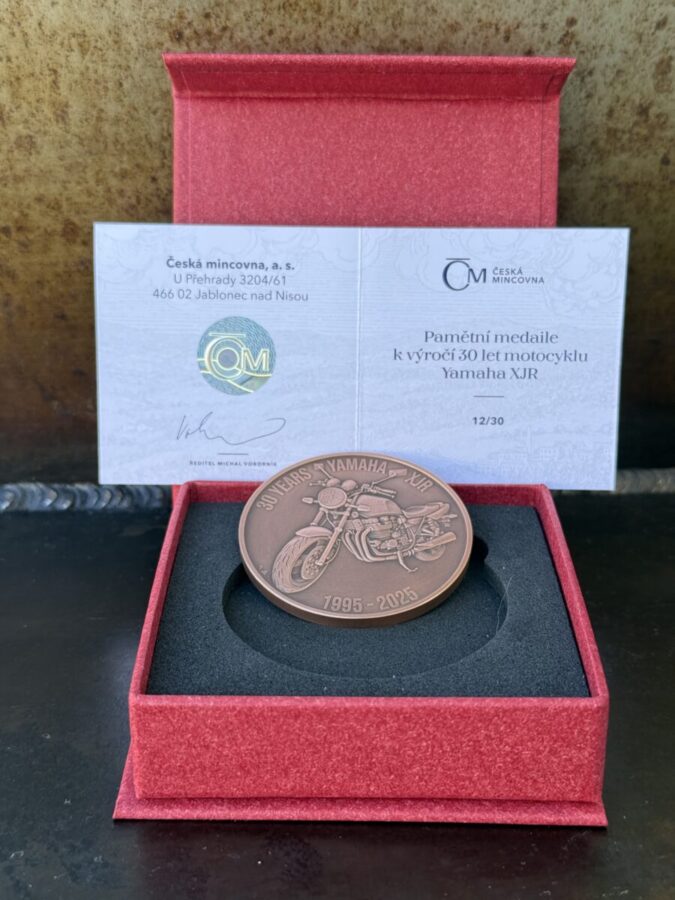 Česká mincovna, a. s.
U Přehrady 3204/61
466 02 Jablonec nad Nisou
ČM
ŘEDITEL MICHAL VOBORNÍK
ČM ČESKÁ
MINCOVNA
Pamětní medaile
k výročí 30 let motocyklu
Yamaha XJR
12/30
30 YEARS YAMAHA XJR
1995 - 2025